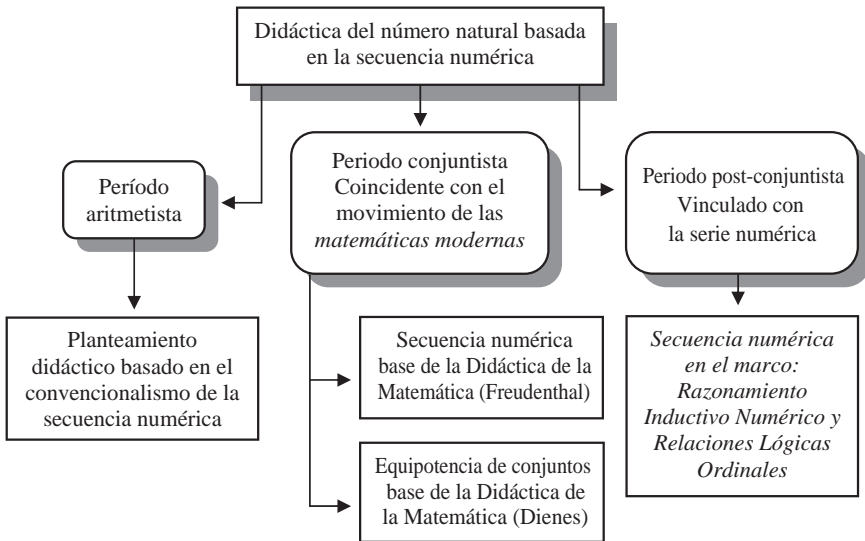 Didáctica del número natural basada
en la secuencia numérica
Período
aritmetista
Periodo conjuntista
Coincidente con el
movimiento de las
matemáticas modernas
Periodo post-conjuntista
Vinculado con
la serie numérica
Planteamiento
didáctico basado en el
convencionalismo de la
secuencia numérica
Secuencia numérica
base de la Didáctica de la
Matemática (Freudenthal)
Equipotencia de conjuntos
base de la Didáctica de
la Matemática (Dienes)
Secuencia numérica
en el marco:
Razonamiento
Inductivo Numérico y
Relaciones Lógicas
Ordinales